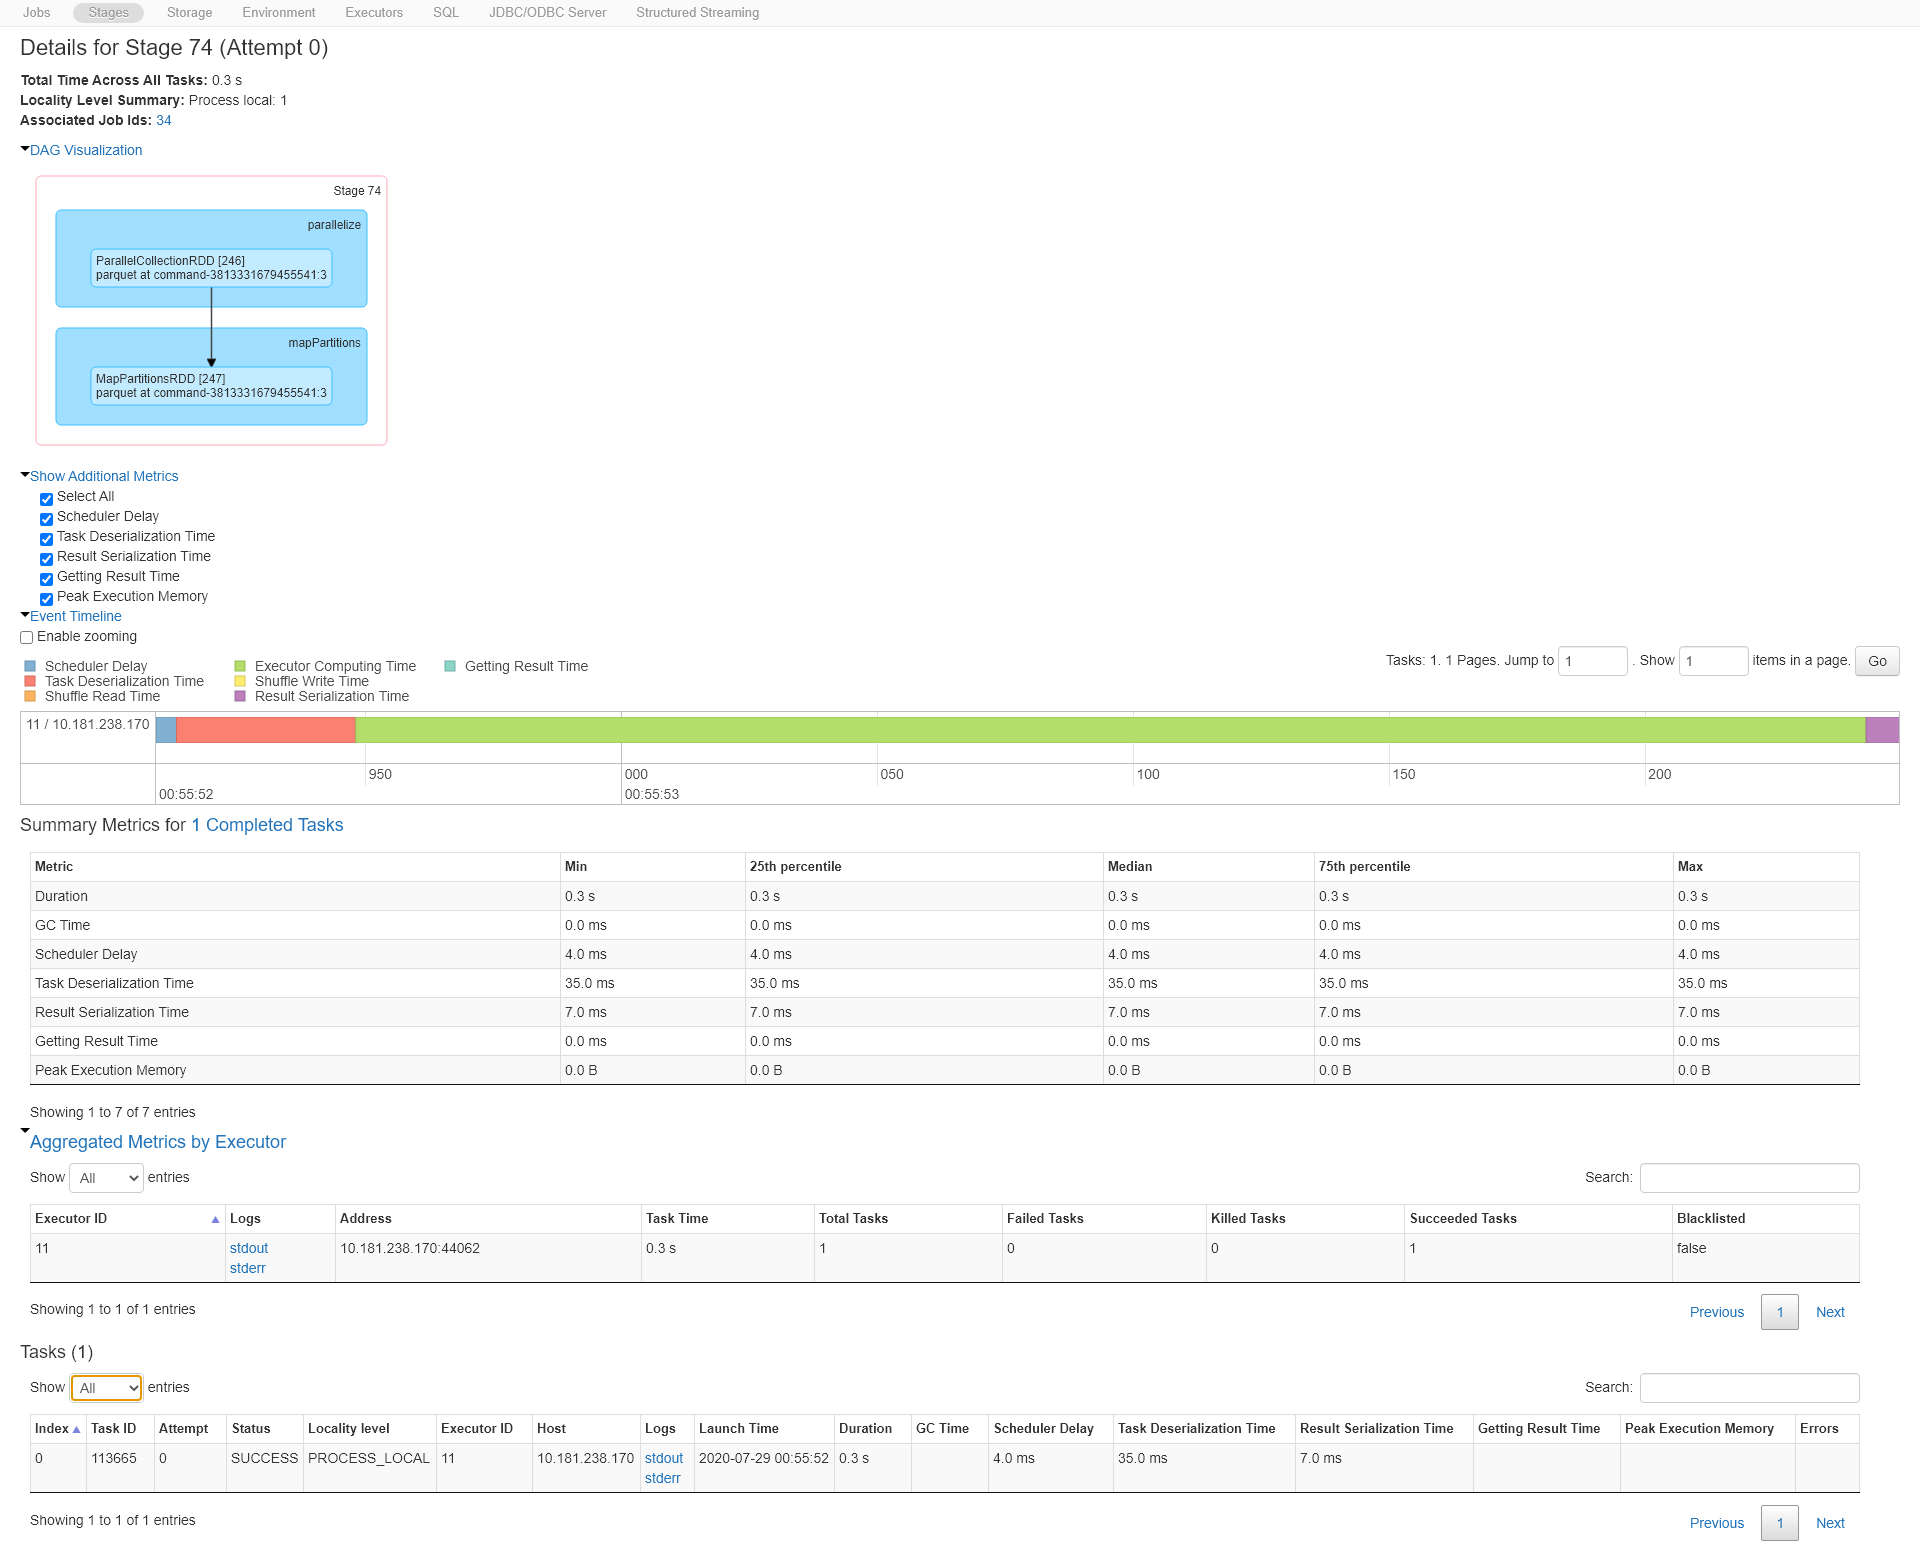 Jobs Stages Storage Environment Executors SQL JDBC/ODBC Server Structured Streaming
Details for Stage 74 (Attempt 0)
Total Time Across All Tasks: 0.3 s
Locality Level Summary: Process local: 1
Associated Job Ids: 34
DAG Visualization
Stage 74
parallelize
ParallelCollectionRDD [246]
parquet at command-3813331679455541:3
mapPartitions
MapPartitionsRDD [247]
parquet at command-3813331679455541:3
Show Additional Metrics
Select All
Scheduler Delay
Task Deserialization Time
Result Serialization Time
Getting Result Time
Peak Execution Memory
Event Timeline
Enable zooming
Tasks: 1. 1 Pages. Jump to 1 . Show 1 items in a page. Go
Scheduler Delay Executor Computing Time Getting Result Time
Task Deserialization Time Shuffle Write Time
Shuffle Read Time Result Serialization Time
11 / 10.181.238.170
950 000 050 100 150 200
00:55:52 00:55:53
Summary Metrics for 1 Completed Tasks
Metric Min 25th percentile Median 75th percentile Max
Duration 0.3 s 0.3 s 0.3 s 0.3 s 0.3 s
GC Time 0.0 ms 0.0 ms 0.0 ms 0.0 ms 0.0 ms
Scheduler Delay 4.0 ms 4.0 ms 4.0 ms 4.0 ms 4.0 ms
Task Deserialization Time 35.0 ms 35.0 ms 35.0 ms 35.0 ms 35.0 ms
Result Serialization Time 7.0 ms 7.0 ms 7.0 ms 7.0 ms 7.0 ms
Getting Result Time 0.0 ms 0.0 ms 0.0 ms 0.0 ms 0.0 ms
Peak Execution Memory 0.0 B 0.0 B 0.0 B 0.0 B 0.0 B
Showing 1 to 7 of 7 entries
Aggregated Metrics by Executor
Show All entries Search:
Executor ID Logs Address Task Time Total Tasks Failed Tasks Killed Tasks Succeeded Tasks Blacklisted
11 stdout 10.181.238.170:44062 0.3 s 1 0 0 1 false
stderr
Showing 1 to 1 of 1 entries Previous 1 Next
Tasks (1)
Show All entries Search:
Index Task ID Attempt Status Locality level Executor ID Host Logs Launch Time Duration GC Time Scheduler Delay Task Deserialization Time Result Serialization Time Getting Result Time Peak Execution Memory Errors
0 113665 0 SUCCESS PROCESS_LOCAL 11 10.181.238.170 stdout 2020-07-29 00:55:52 0.3 s 4.0 ms 35.0 ms 7.0 ms
stderr
Showing 1 to 1 of 1 entries Previous 1 Next